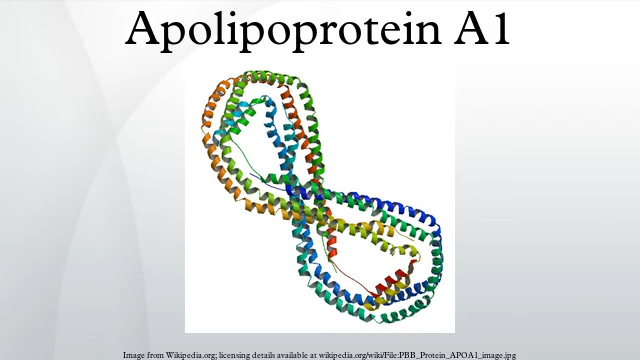 Apolipoprotein A1
Image from Wikipedia.org; licensing details available at wikipedia.org/wiki/File:PBB_Protein_APOA1_image.jpg